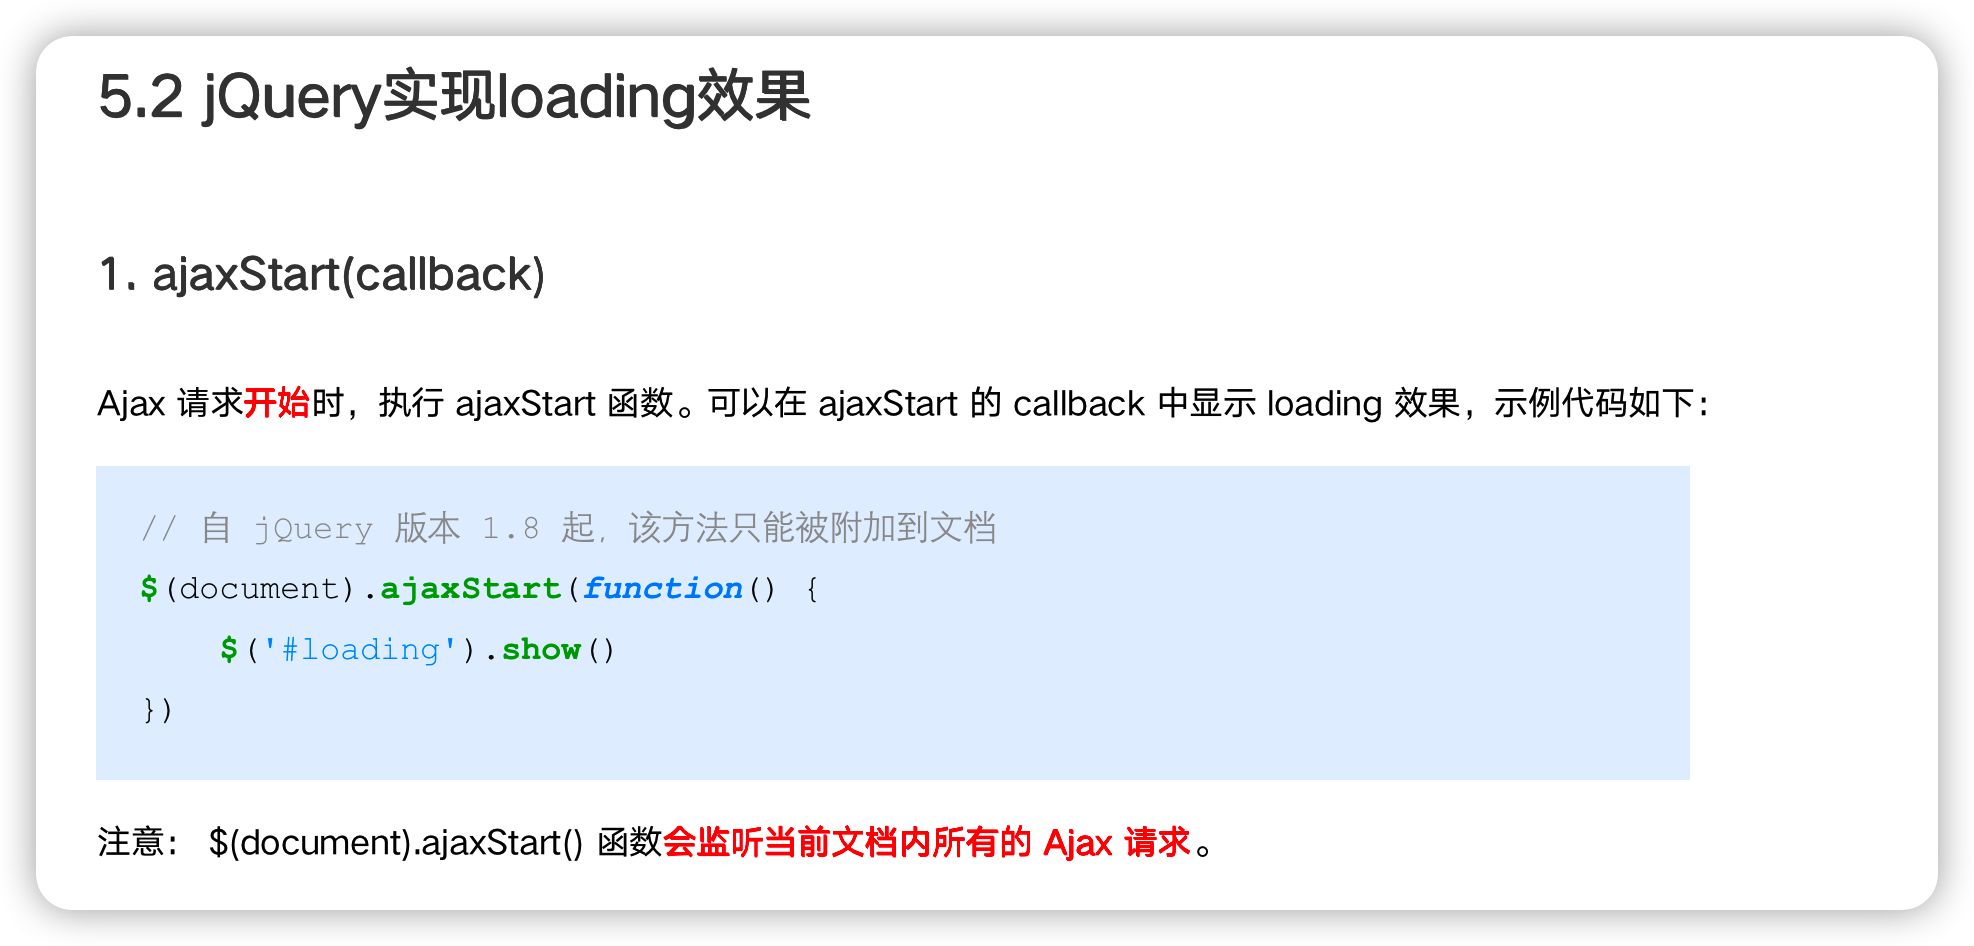 5.2 jQuery实现loading效果
1. ajaxStart(callback)
Ajax 请求开始时，执行 ajaxStart 函数。可以在 ajaxStart 的 callback 中显示 loading 效果，示例代码如下：
// 自 jQuery 版本 1.8 起，该方法只能被附加到文档
$(document).ajaxStart(function() {
    $('#loading').show()
})
注意： $(document).ajaxStart() 函数会监听当前文档内所有的 Ajax 请求。